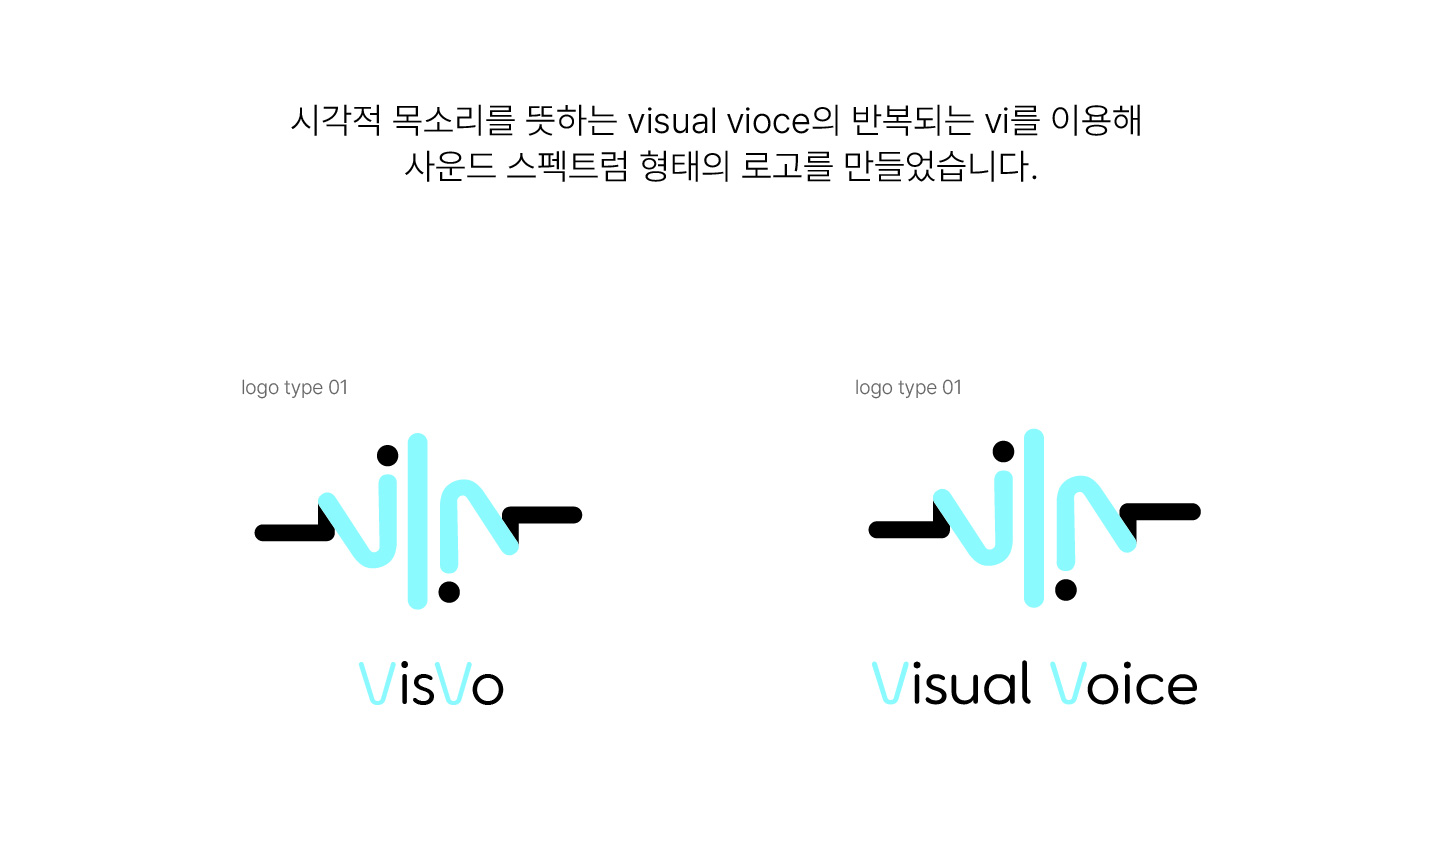 시각적 목소리를 뜻하는 visual vioce의 반복되는 vi를 이용해
사운드 스펙트럼 형태의 로고를 만들었습니다.
logo type 01
logo type 01
VisVo
Visual Voice